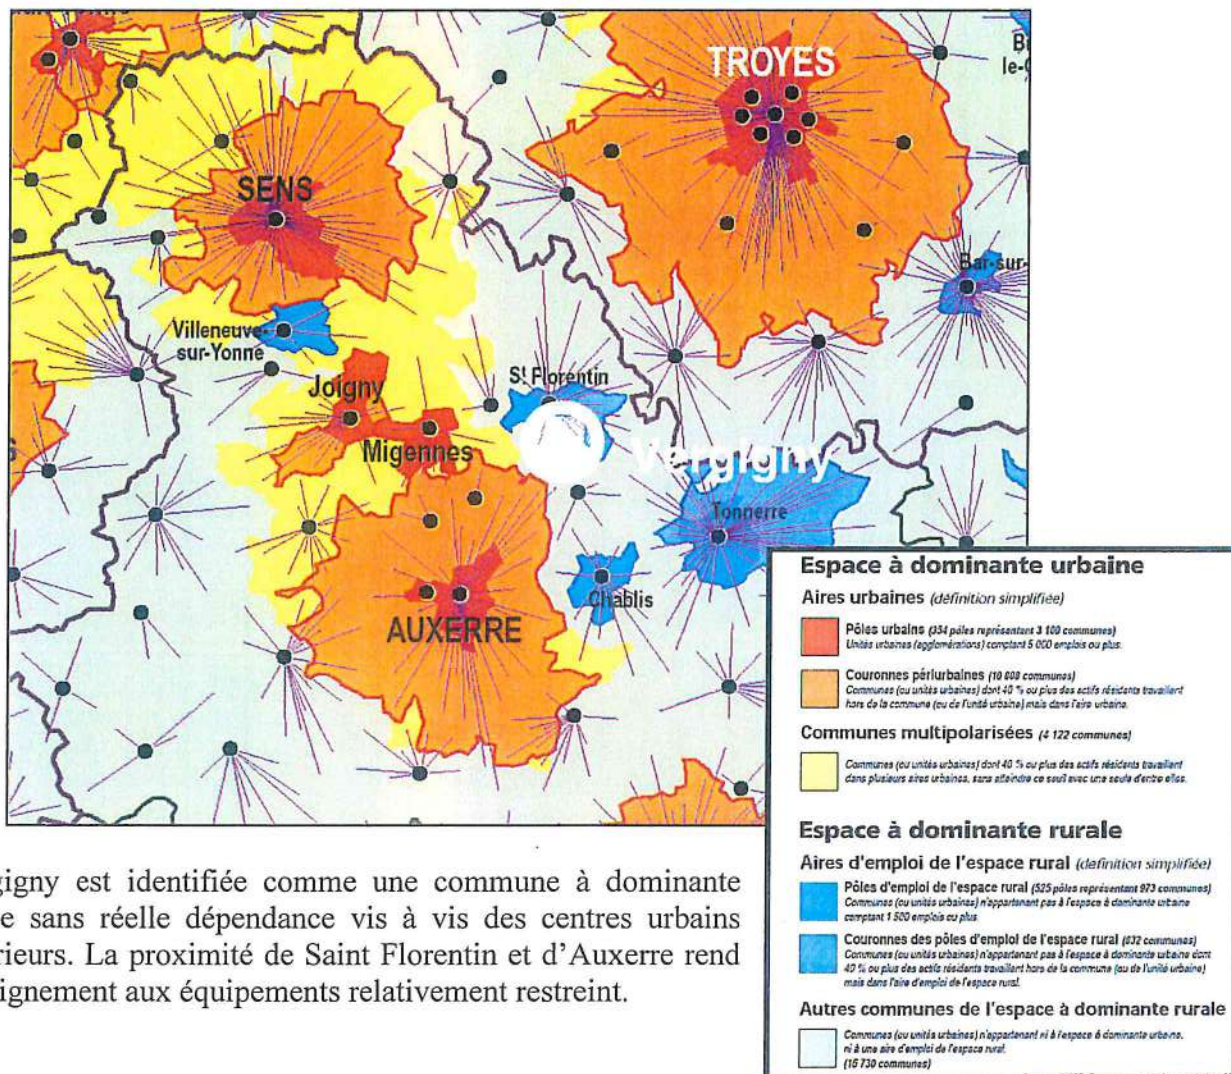 TROYES
SENS
Bar-sur-
Villeneuve-
sur-Yonne
St Florentin
Joigny
Migennes
Vergigny
Tonnerre
Chablis
AUXERRE
Espace à dominante urbaine
Aires urbaines (définition simplifiée)
Pôles urbains (354 pôles représentant 3 100 communes)
Unités urbaines (agglomérations) comptant 5 000 emplois ou plus.
Couronnes périurbaines (10 808 communes)
Communes (ou unités urbaines) dont 40 % ou plus des actifs résidents travaillent
hors de la commune (ou de l'unité urbaine) mais dans l'aire urbaine.
Communes multipolarisées (4 122 communes)
Communes (ou unités urbaines) dont 40 % ou plus des actifs résidents travaillent
dans plusieurs aires urbaines, sans atteindre ce seuil avec une seule d'entre elles.
Espace à dominante rurale
Aires d'emploi de l'espace rural (définition simplifiée)
Pôles d'emploi de l'espace rural (525 pôles représentant 973 communes)
Communes (ou unités urbaines) n'appartenant pas à l'espace à dominante urbaine
comptant 1 500 emplois ou plus.
Couronnes des pôles d'emploi de l'espace rural (832 communes)
Communes (ou unités urbaines) n'appartenant pas à l'espace à dominante urbaine dont
40 % ou plus des actifs résidents travaillent hors de la commune (ou de l'unité urbaine)
mais dans l'aire d'emploi de l'espace rural.
Autres communes de l'espace à dominante rurale
Communes (ou unités urbaines) n'appartenant ni à l'espace à dominante urbaine,
ni à une aire d'emploi de l'espace rural.
(15 730 communes)
gigny est identifiée comme une commune à dominante
e sans réelle dépendance vis à vis des centres urbains
rieurs. La proximité de Saint Florentin et d'Auxerre rend
ignement aux équipements relativement restreint.